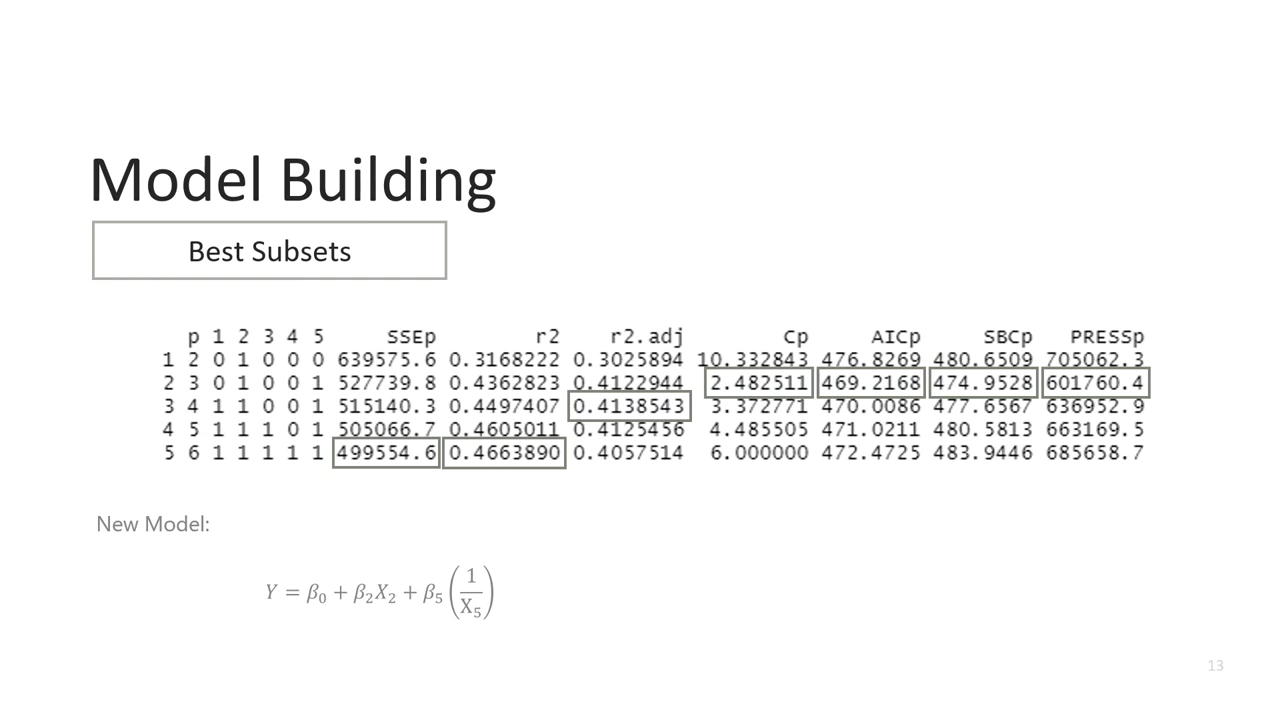 Model Building
Best Subsets
p 1 2 3 4 5 SSEp r2 r2.adj Cp AICp SBCp PRESSp
1 2 0 1 0 0 0 639575.6 0.3168222 0.3025894 10.332843 476.8269 480.6509 705062.3
2 3 0 1 0 0 1 527739.8 0.4362823 0.4122944 2.482511 469.2168 474.9528 601760.4
3 4 1 1 0 0 1 515140.3 0.4497407 0.4138543 3.372771 470.0086 477.6567 636952.9
4 5 1 1 1 0 1 505066.7 0.4605011 0.4125456 4.485505 471.0211 480.5813 663169.5
5 6 1 1 1 1 1 499554.6 0.4663890 0.4057514 6.000000 472.4725 483.9446 685658.7
New Model:
Y = β₀ + β₂X₂ + β₅(1/X₅)
13